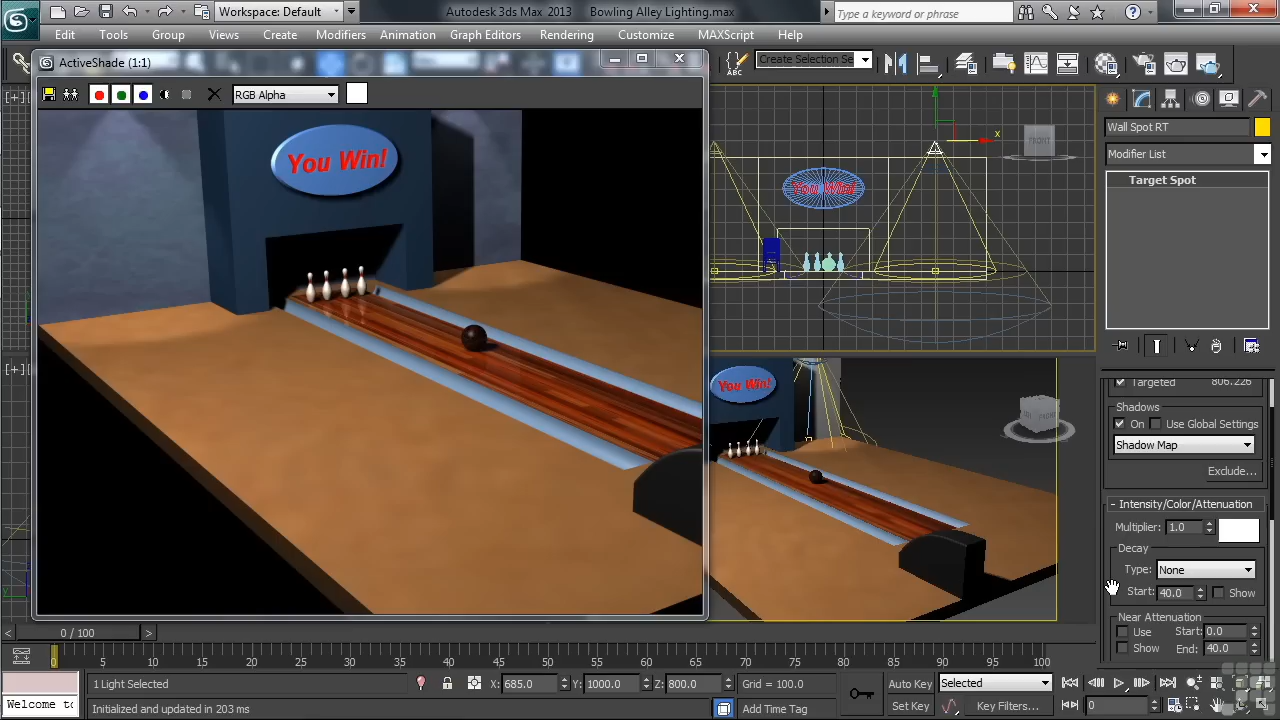 Workspace: Default
Autodesk 3ds Max 2013 Bowling Alley Lighting.max
Type a keyword or phrase
Edit Tools Group Views Create Modifiers Animation Graph Editors Rendering Customize MAXScript Help
ActiveShade (1:1)
ABC
Create Selection Se
RGB Alpha
You Win!
x
FRONT
You Win!
You Win!
FRONT
Wall Spot RT
Modifier List
Target Spot
Targeted 806.226
Shadows
On Use Global Settings
Shadow Map
Exclude...
- Intensity/Color/Attenuation
Multiplier: 1.0
Decay
Type: None
Start: 40.0 Show
Near Attenuation
Use Start: 0.0
Show End: 40.0
[+]
[+]
< 0 / 100 >
0 5 10 15 20 25 30 35 40 45 50 55 60 65 70 75 80 85 90 95 100
1 Light Selected
X: 685.0 Y: 1000.0 Z: 800.0 Grid = 100.0
Auto Key Selected
Welcome to
Initialized and updated in 203 ms
Add Time Tag
Set Key Key Filters...
0